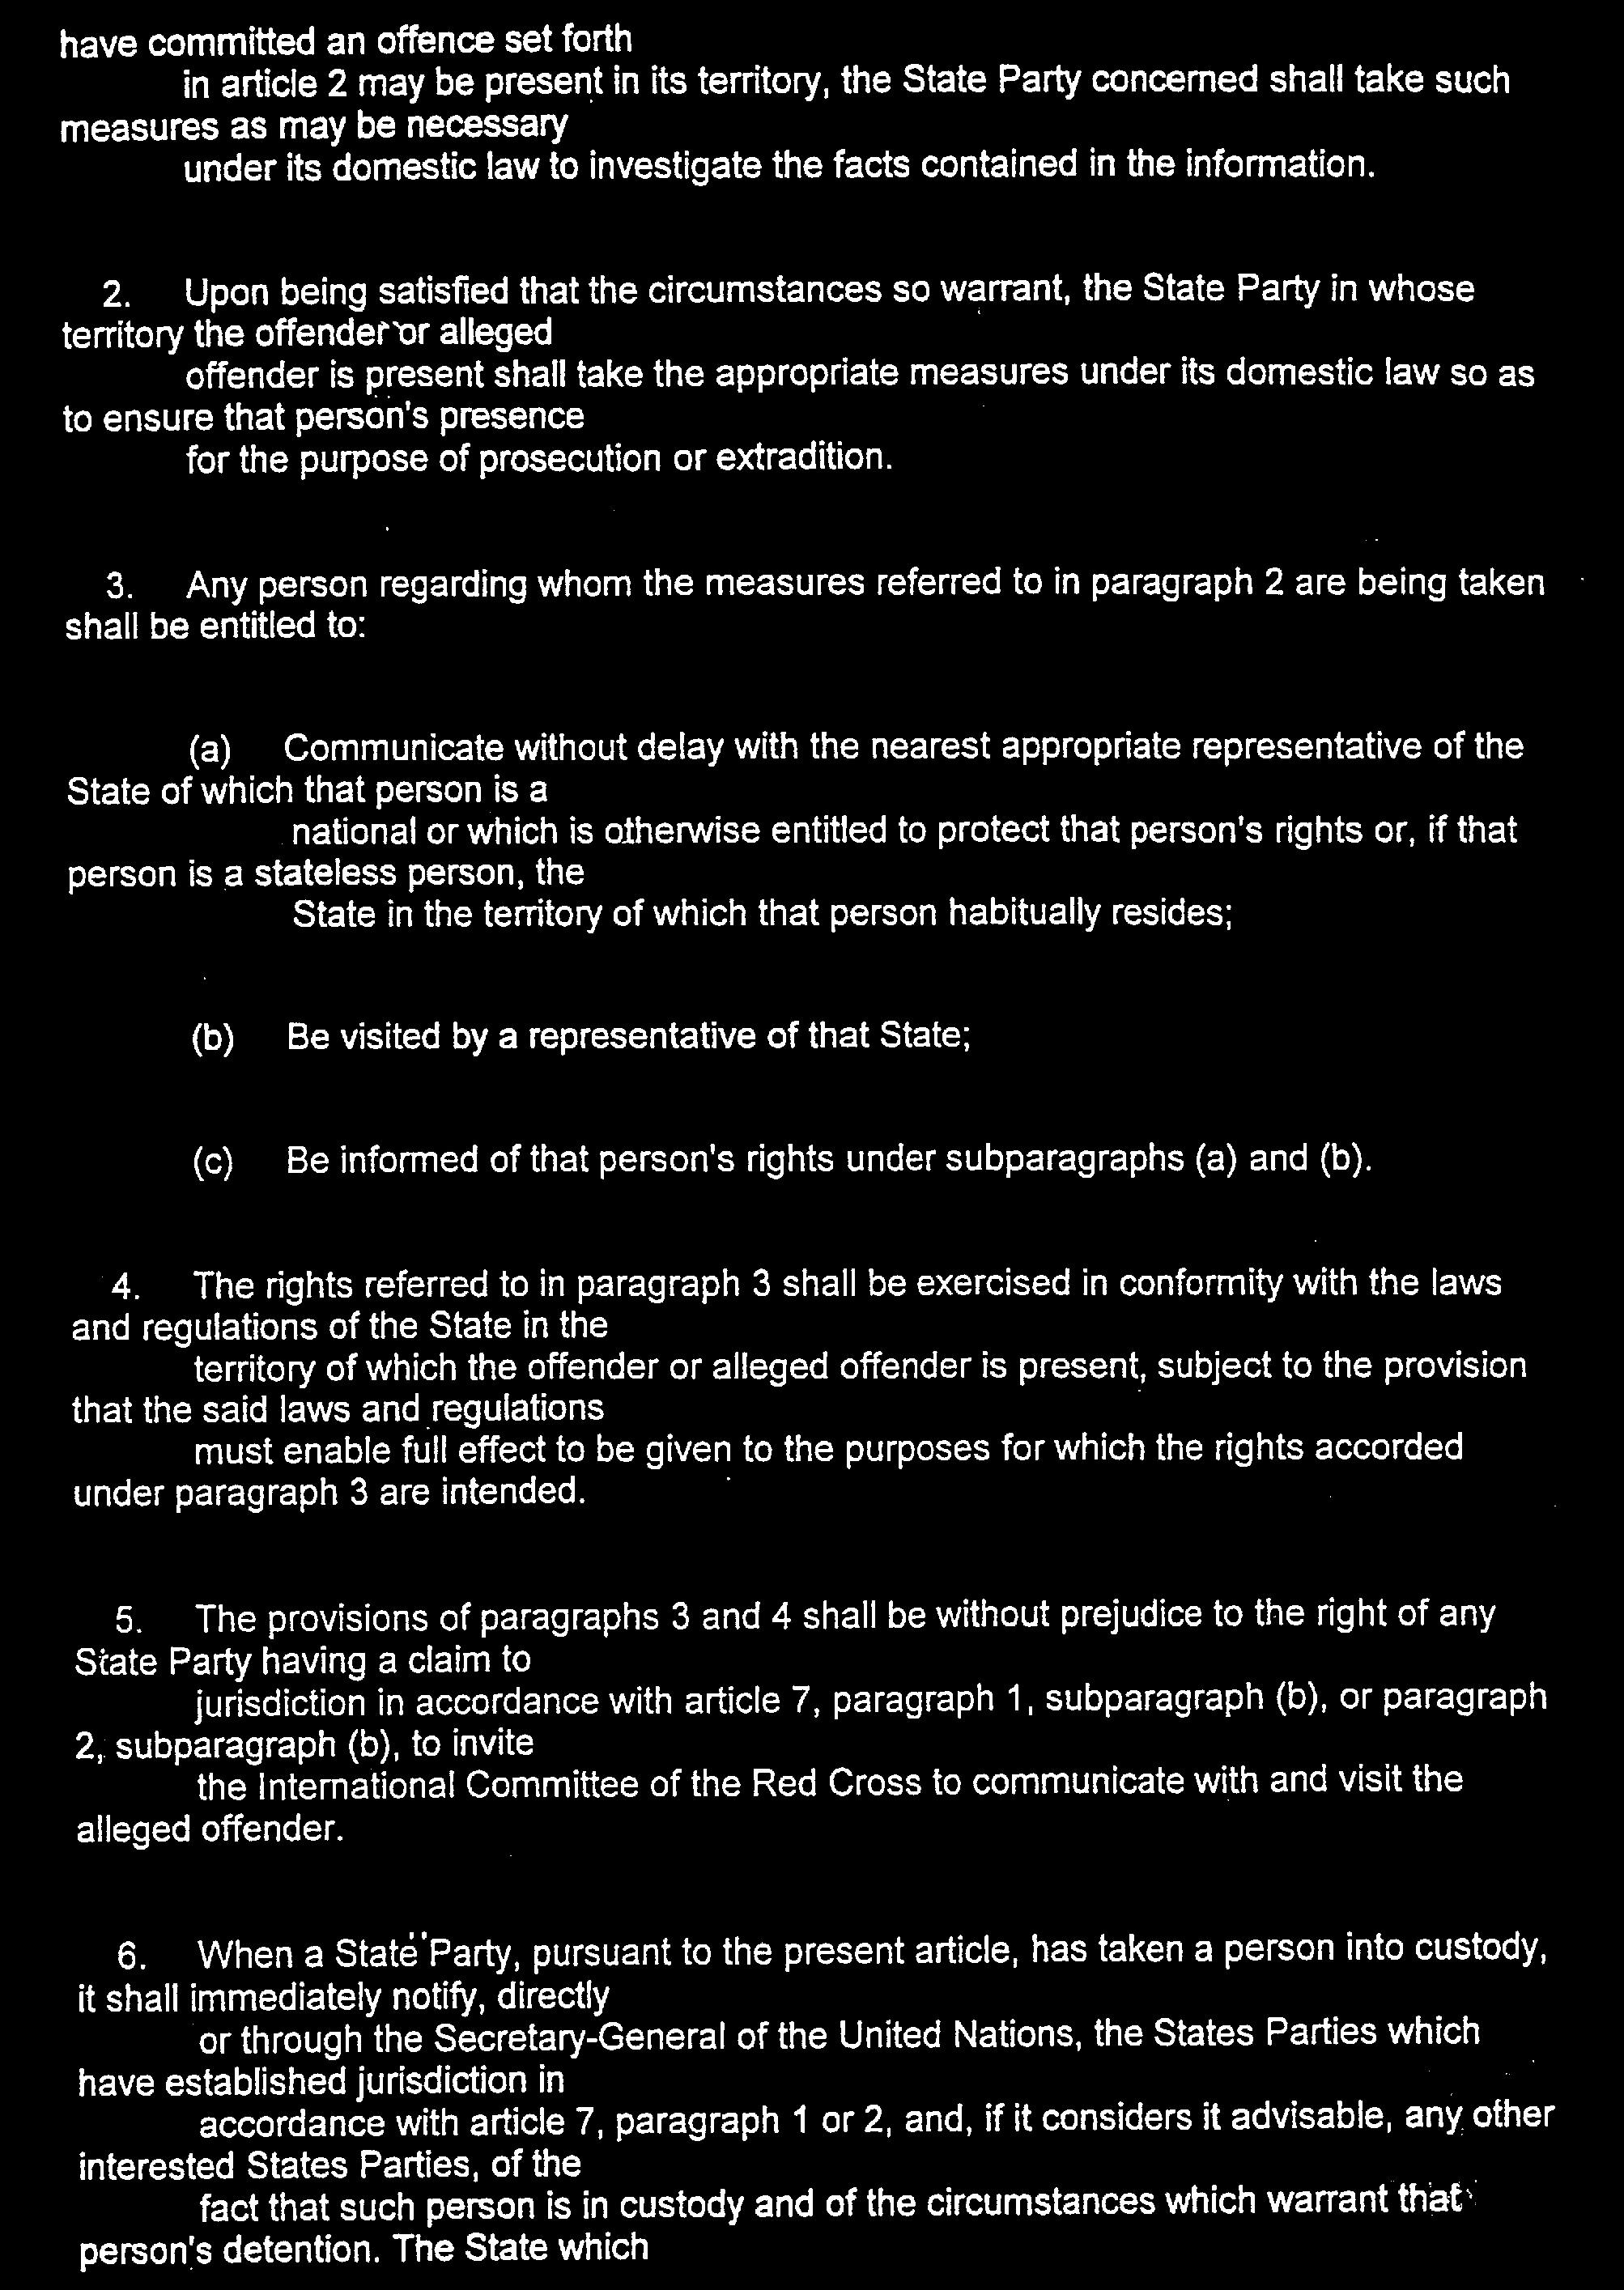 have committed an offence set forth
in article 2 may be present in its territory, the State Party concerned shall take such
measures as may be necessary
under its domestic law to investigate the facts contained in the information.
2. Upon being satisfied that the circumstances so warrant, the State Party in whose
territory the offender or alleged
offender is present shall take the appropriate measures under its domestic law so as
to ensure that person's presence
for the purpose of prosecution or extradition.
3. Any person regarding whom the measures referred to in paragraph 2 are being taken
shall be entitled to:
(a) Communicate without delay with the nearest appropriate representative of the
State of which that person is a
national or which is otherwise entitled to protect that person's rights or, if that
person is a stateless person, the
State in the territory of which that person habitually resides;
(b) Be visited by a representative of that State;
(c) Be informed of that person's rights under subparagraphs (a) and (b).
4. The rights referred to in paragraph 3 shall be exercised in conformity with the laws
and regulations of the State in the
territory of which the offender or alleged offender is present, subject to the provision
that the said laws and regulations
must enable full effect to be given to the purposes for which the rights accorded
under paragraph 3 are intended.
5. The provisions of paragraphs 3 and 4 shall be without prejudice to the right of any
State Party having a claim to
jurisdiction in accordance with article 7, paragraph 1, subparagraph (b), or paragraph
2, subparagraph (b), to invite
the International Committee of the Red Cross to communicate with and visit the
alleged offender.
6. When a State Party, pursuant to the present article, has taken a person into custody,
it shall immediately notify, directly
or through the Secretary-General of the United Nations, the States Parties which
have established jurisdiction in
accordance with article 7, paragraph 1 or 2, and, if it considers it advisable, any other
interested States Parties, of the
fact that such person is in custody and of the circumstances which warrant that
person's detention. The State which